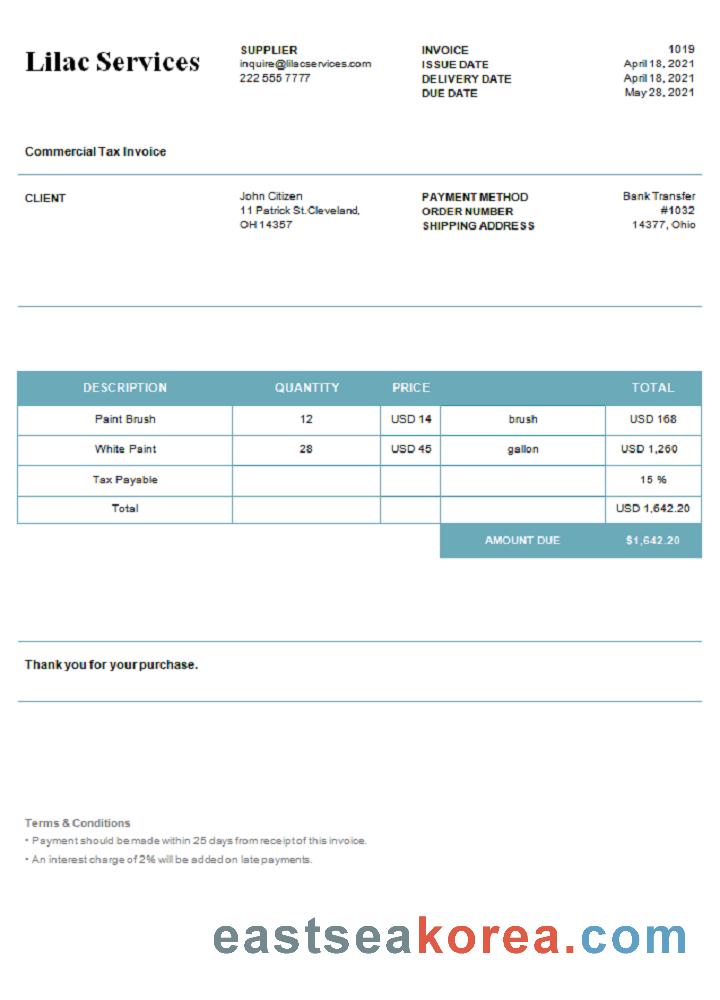 Lilac Services
SUPPLIER
inquire@lilacservices.com
222 555 7777
INVOICE 1019
ISSUE DATE April 18, 2021
DELIVERY DATE April 18, 2021
DUE DATE May 28, 2021
Commercial Tax Invoice
CLIENT
John Citizen
11 Patrick St.Cleveland,
OH 14357
PAYMENT METHOD Bank Transfer
ORDER NUMBER #1032
SHIPPING ADDRESS 14377, Ohio
DESCRIPTION QUANTITY PRICE TOTAL
Paint Brush 12 USD 14 brush USD 168
White Paint 28 USD 45 gallon USD 1,260
Tax Payable 15 %
Total USD 1,642.20
AMOUNT DUE $1,642.20
Thank you for your purchase.
Terms & Conditions
• Payment should be made within 25 days from receipt of this invoice.
• An interest charge of 2% will be added on late payments.
eastseakorea.com